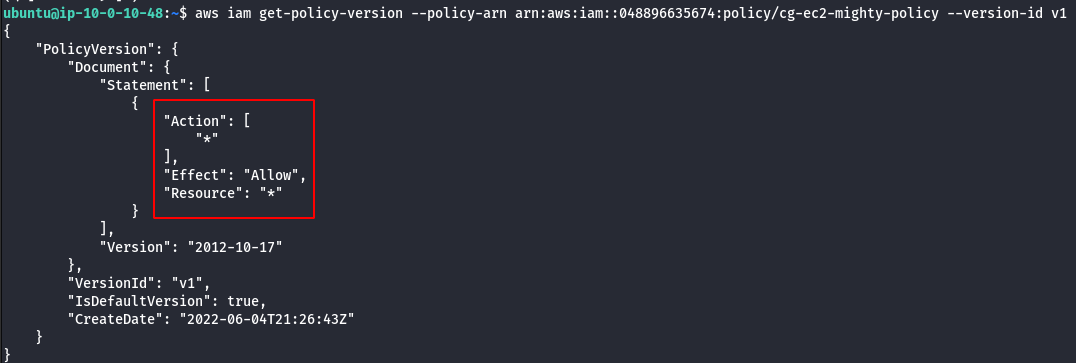 ubuntu@ip-10-0-10-48:~$ aws iam get-policy-version --policy-arn arn:aws:iam::048896635674:policy/cg-ec2-mighty-policy --version-id v1
{
    "PolicyVersion": {
        "Document": {
            "Statement": [
                {
                    "Action": [
                        "*"
                    ],
                    "Effect": "Allow",
                    "Resource": "*"
                }
            ],
            "Version": "2012-10-17"
        },
        "VersionId": "v1",
        "IsDefaultVersion": true,
        "CreateDate": "2022-06-04T21:26:43Z"
    }
}